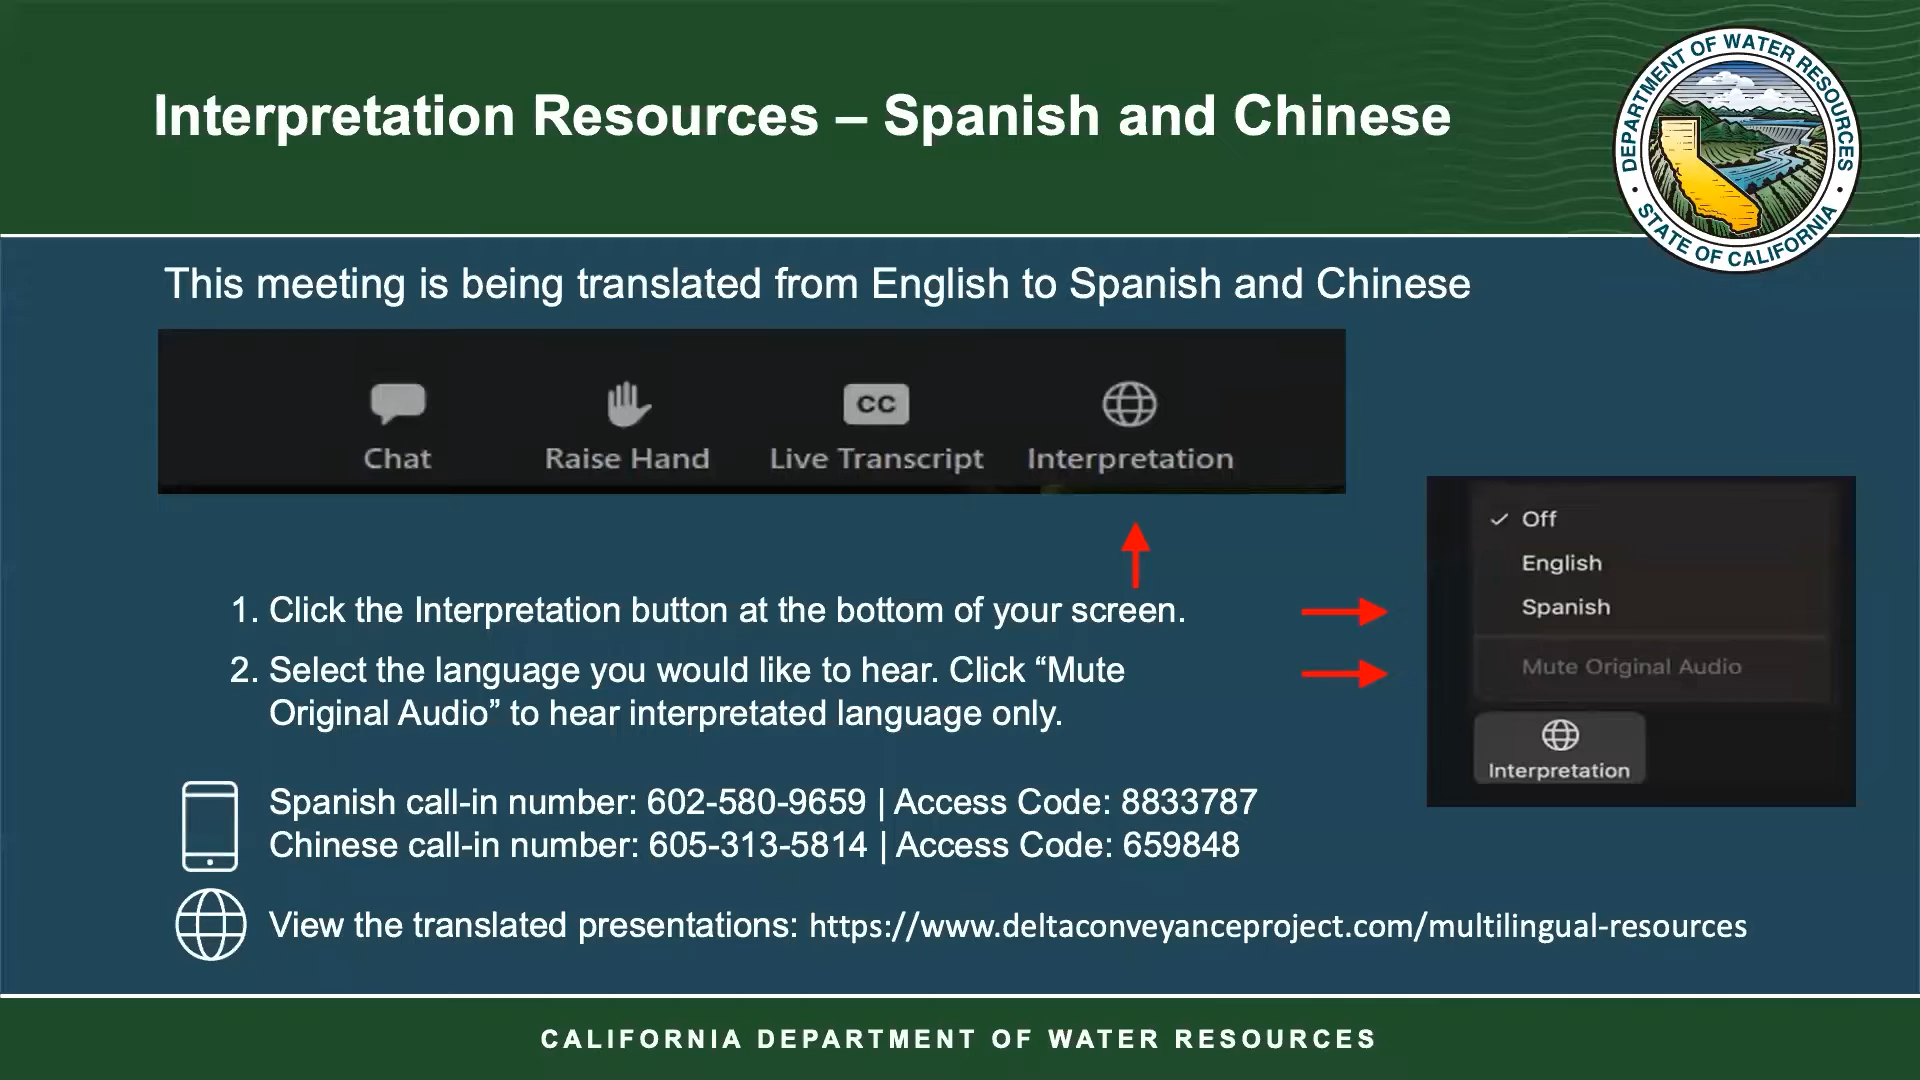 Interpretation Resources – Spanish and Chinese
DEPARTMENT OF WATER RESOURCES
STATE OF CALIFORNIA
This meeting is being translated from English to Spanish and Chinese
CC
Chat Raise Hand Live Transcript Interpretation
Off
English
Spanish
Mute Original Audio
Interpretation
1. Click the Interpretation button at the bottom of your screen.
2. Select the language you would like to hear. Click “Mute
Original Audio” to hear interpretated language only.
Spanish call-in number: 602-580-9659 | Access Code: 8833787
Chinese call-in number: 605-313-5814 | Access Code: 659848
View the translated presentations: https://www.deltaconveyanceproject.com/multilingual-resources
CALIFORNIA DEPARTMENT OF WATER RESOURCES